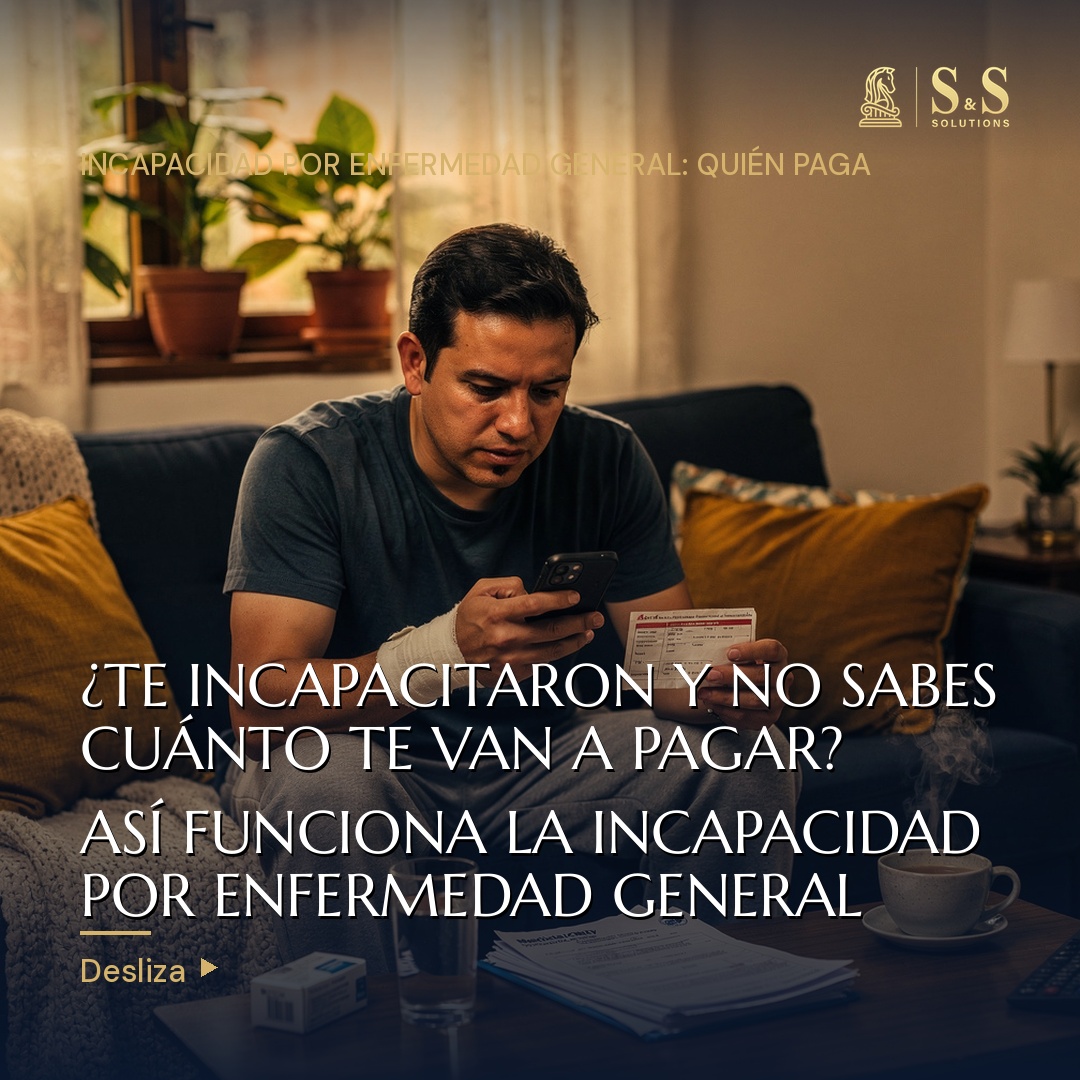 S&S
SOLUTIONS
INCAPACIDAD POR ENFERMEDAD GENERAL: QUIÉN PAGA
¿TE INCAPACITARON Y NO SABES
CUÁNTO TE VAN A PAGAR?
ASÍ FUNCIONA LA INCAPACIDAD
POR ENFERMEDAD GENERAL
Desliza